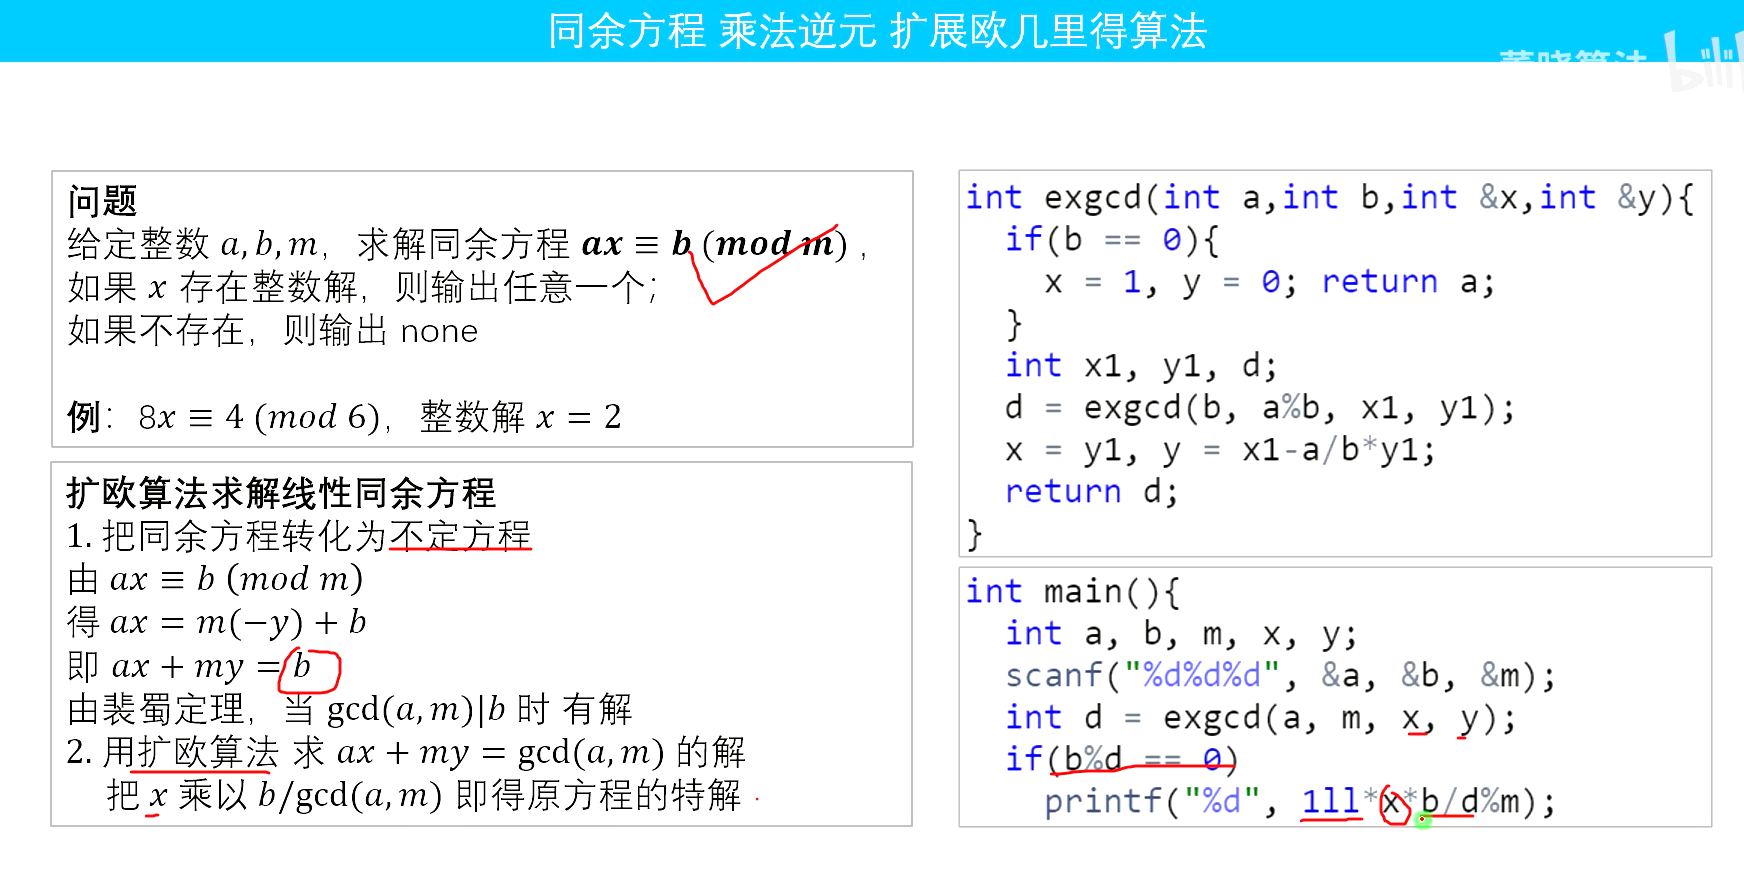 同余方程 乘法逆元 扩展欧几里得算法
董晓算法 bili
问题
给定整数 a, b, m, 求解同余方程 ax ≡ b (mod m) ,
如果 x 存在整数解, 则输出任意一个;
如果不存在, 则输出 none
例: 8x ≡ 4 (mod 6), 整数解 x = 2
扩欧算法求解线性同余方程
1. 把同余方程转化为不定方程
由 ax ≡ b (mod m)
得 ax = m(−y) + b
即 ax + my = b
由裴蜀定理, 当 gcd(a, m)|b 时 有解
2. 用扩欧算法 求 ax + my = gcd(a, m) 的解
把 x 乘以 b/gcd(a, m) 即得原方程的特解
int exgcd(int a,int b,int &x,int &y){
if(b == 0){
x = 1, y = 0; return a;
}
int x1, y1, d;
d = exgcd(b, a%b, x1, y1);
x = y1, y = x1-a/b*y1;
return d;
}
int main(){
int a, b, m, x, y;
scanf("%d%d%d", &a, &b, &m);
int d = exgcd(a, m, x, y);
if(b%d == 0)
printf("%d", 1ll*x*b/d%m);